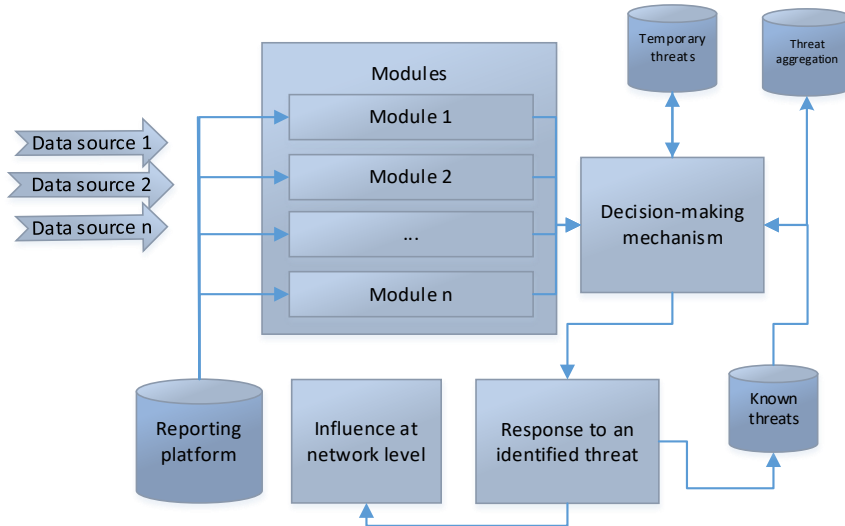 Temporary
threats
Threat
aggregation
Modules
Module 1
Module 2
...
Module n
Data source 1
Data source 2
Data source n
Decision-making
mechanism
Reporting
platform
Influence at
network level
Response to an
identified threat
Known
threats